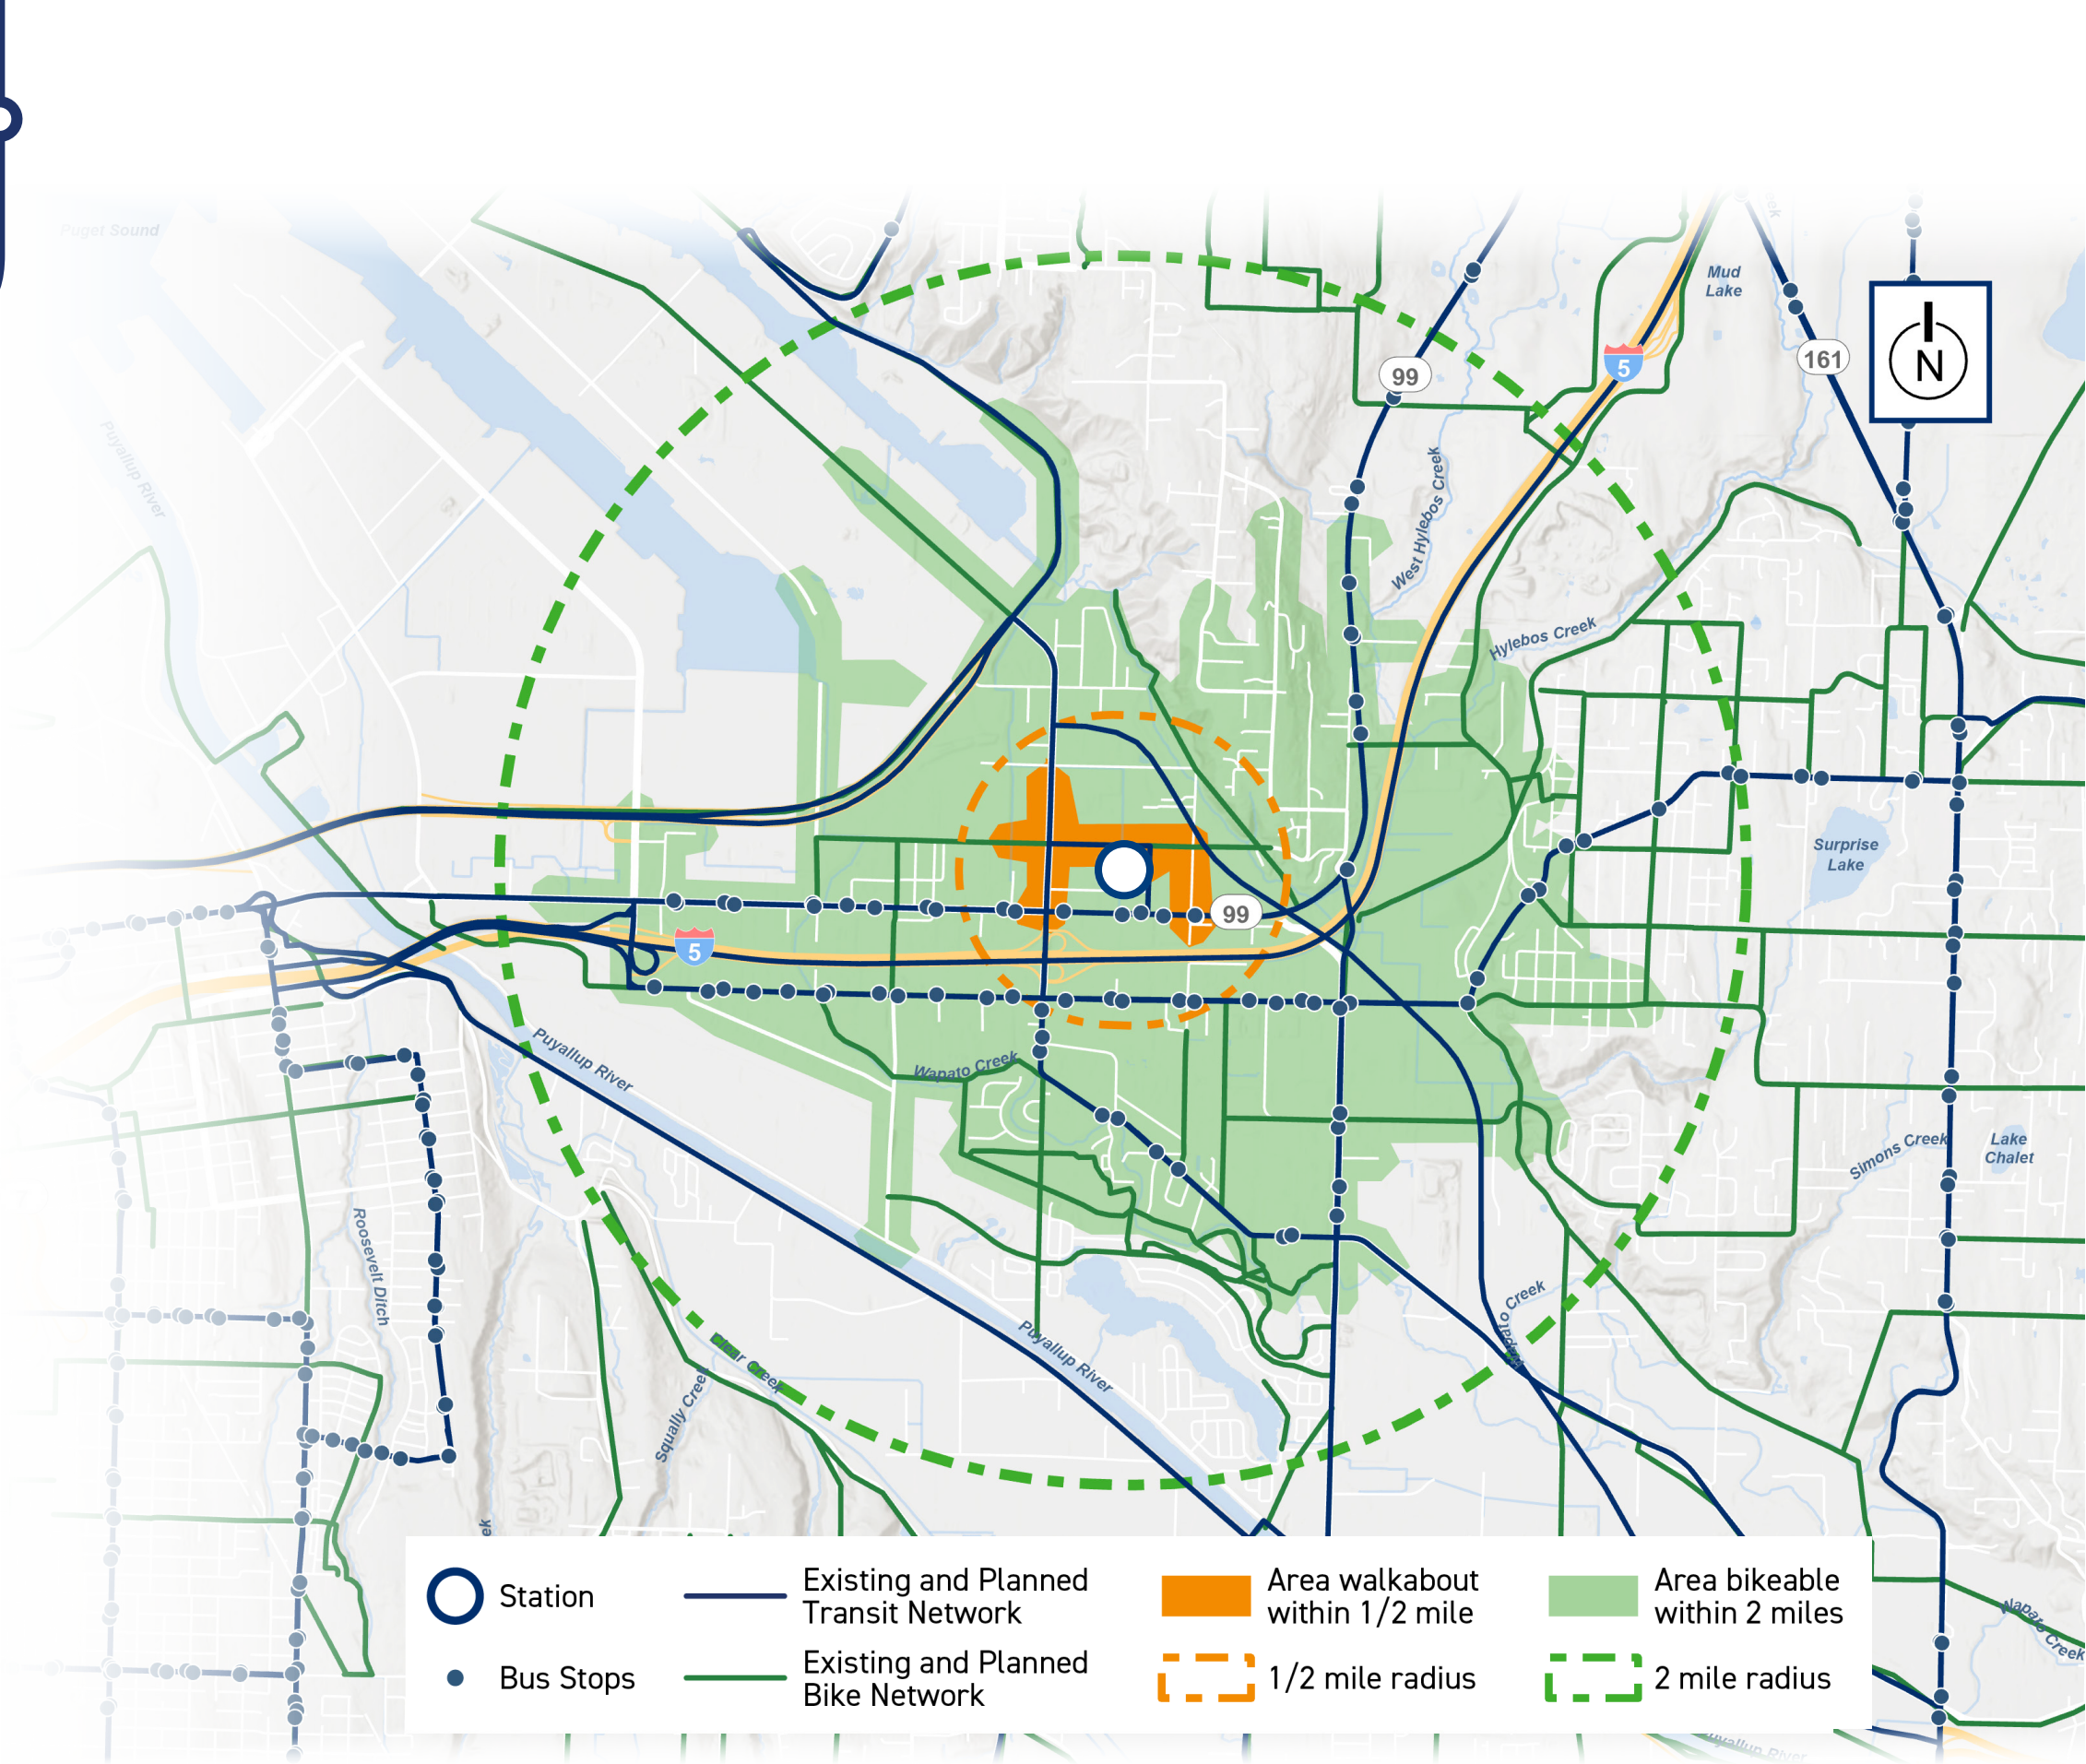 Puget Sound
Mud
Lake
5
99
161
N
Puyallup River
West Hylebos Creek
Hylebos Creek
Surprise
Lake
99
5
Wapato Creek
Puyallup River
Simons Creek
Lake
Chalet
Roosevelt Ditch
Puyallup River
Clear Creek
Squally Creek
Station
Existing and Planned
Transit Network
Area walkabout
within 1/2 mile
Area bikeable
within 2 miles
Bus Stops
Existing and Planned
Bike Network
1/2 mile radius
2 mile radius
Creek